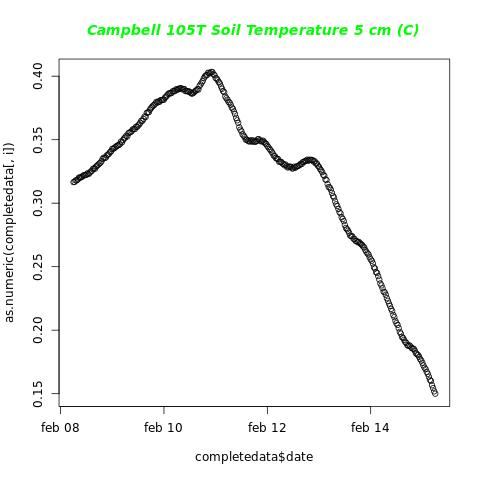 Campbell 105T Soil Temperature 5 cm (C)
as.numeric(completedata[, i])
0.40
0.35
0.30
0.25
0.20
0.15
feb 08 feb 10 feb 12 feb 14
completedata$date